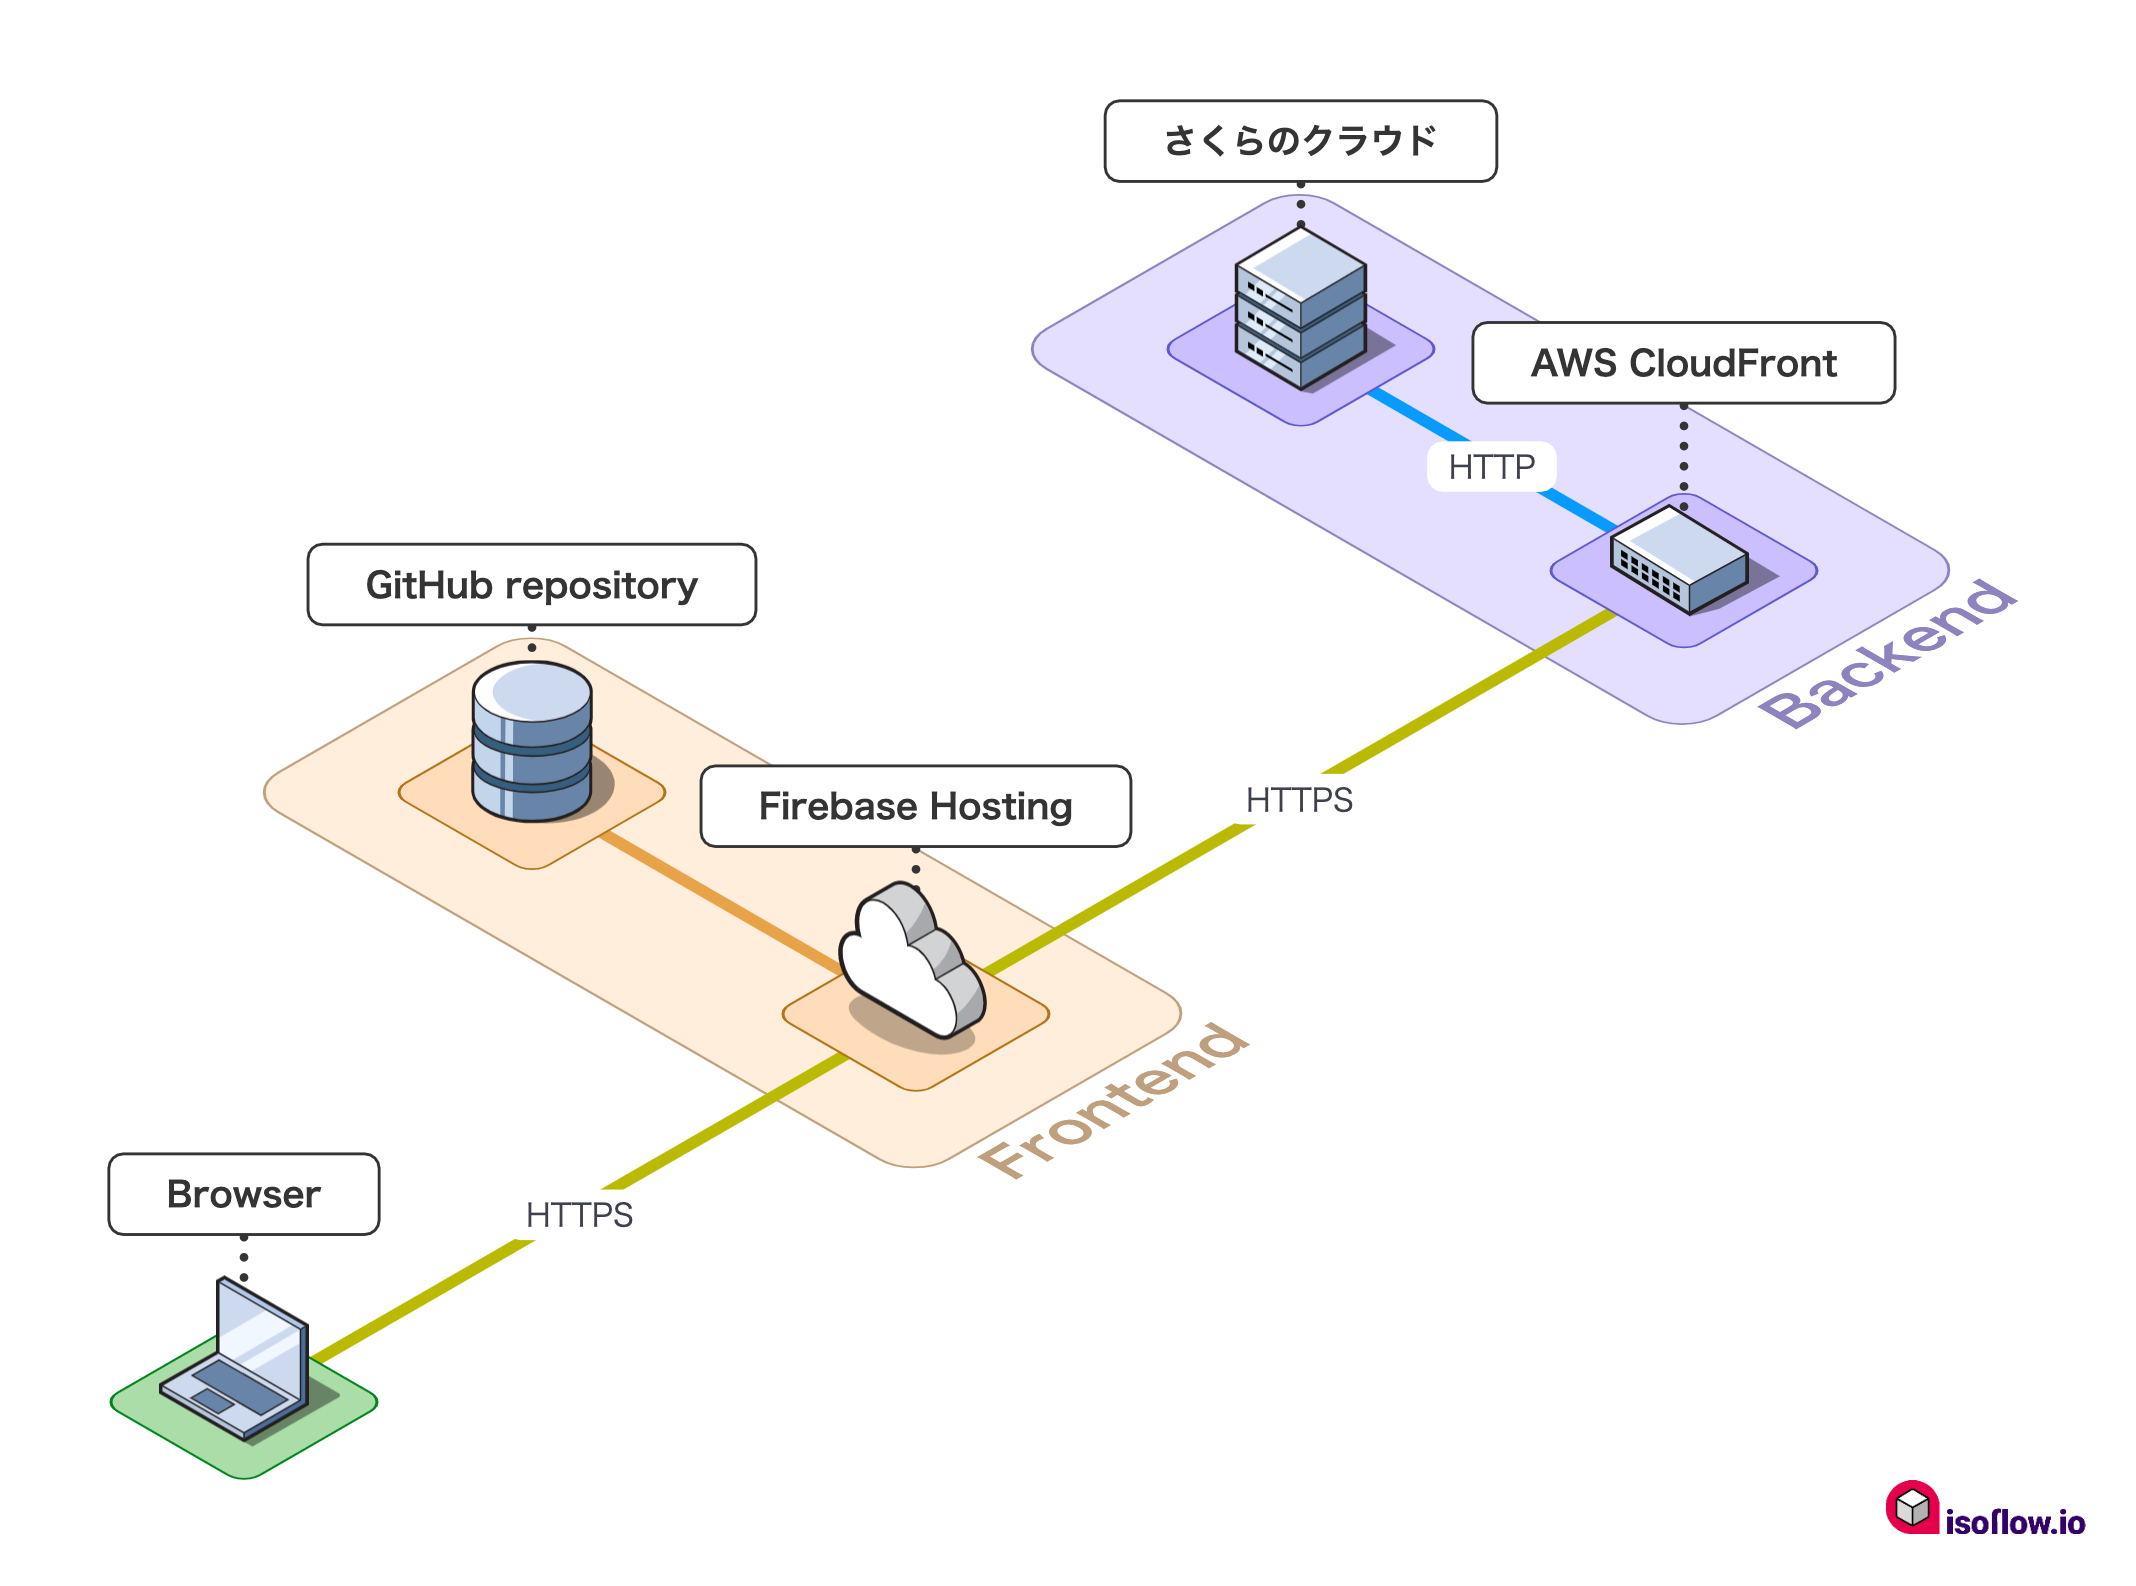 さくらのクラウド
AWS CloudFront
HTTP
Backend
GitHub repository
Firebase Hosting
HTTPS
Frontend
Browser
HTTPS
isoflow.io